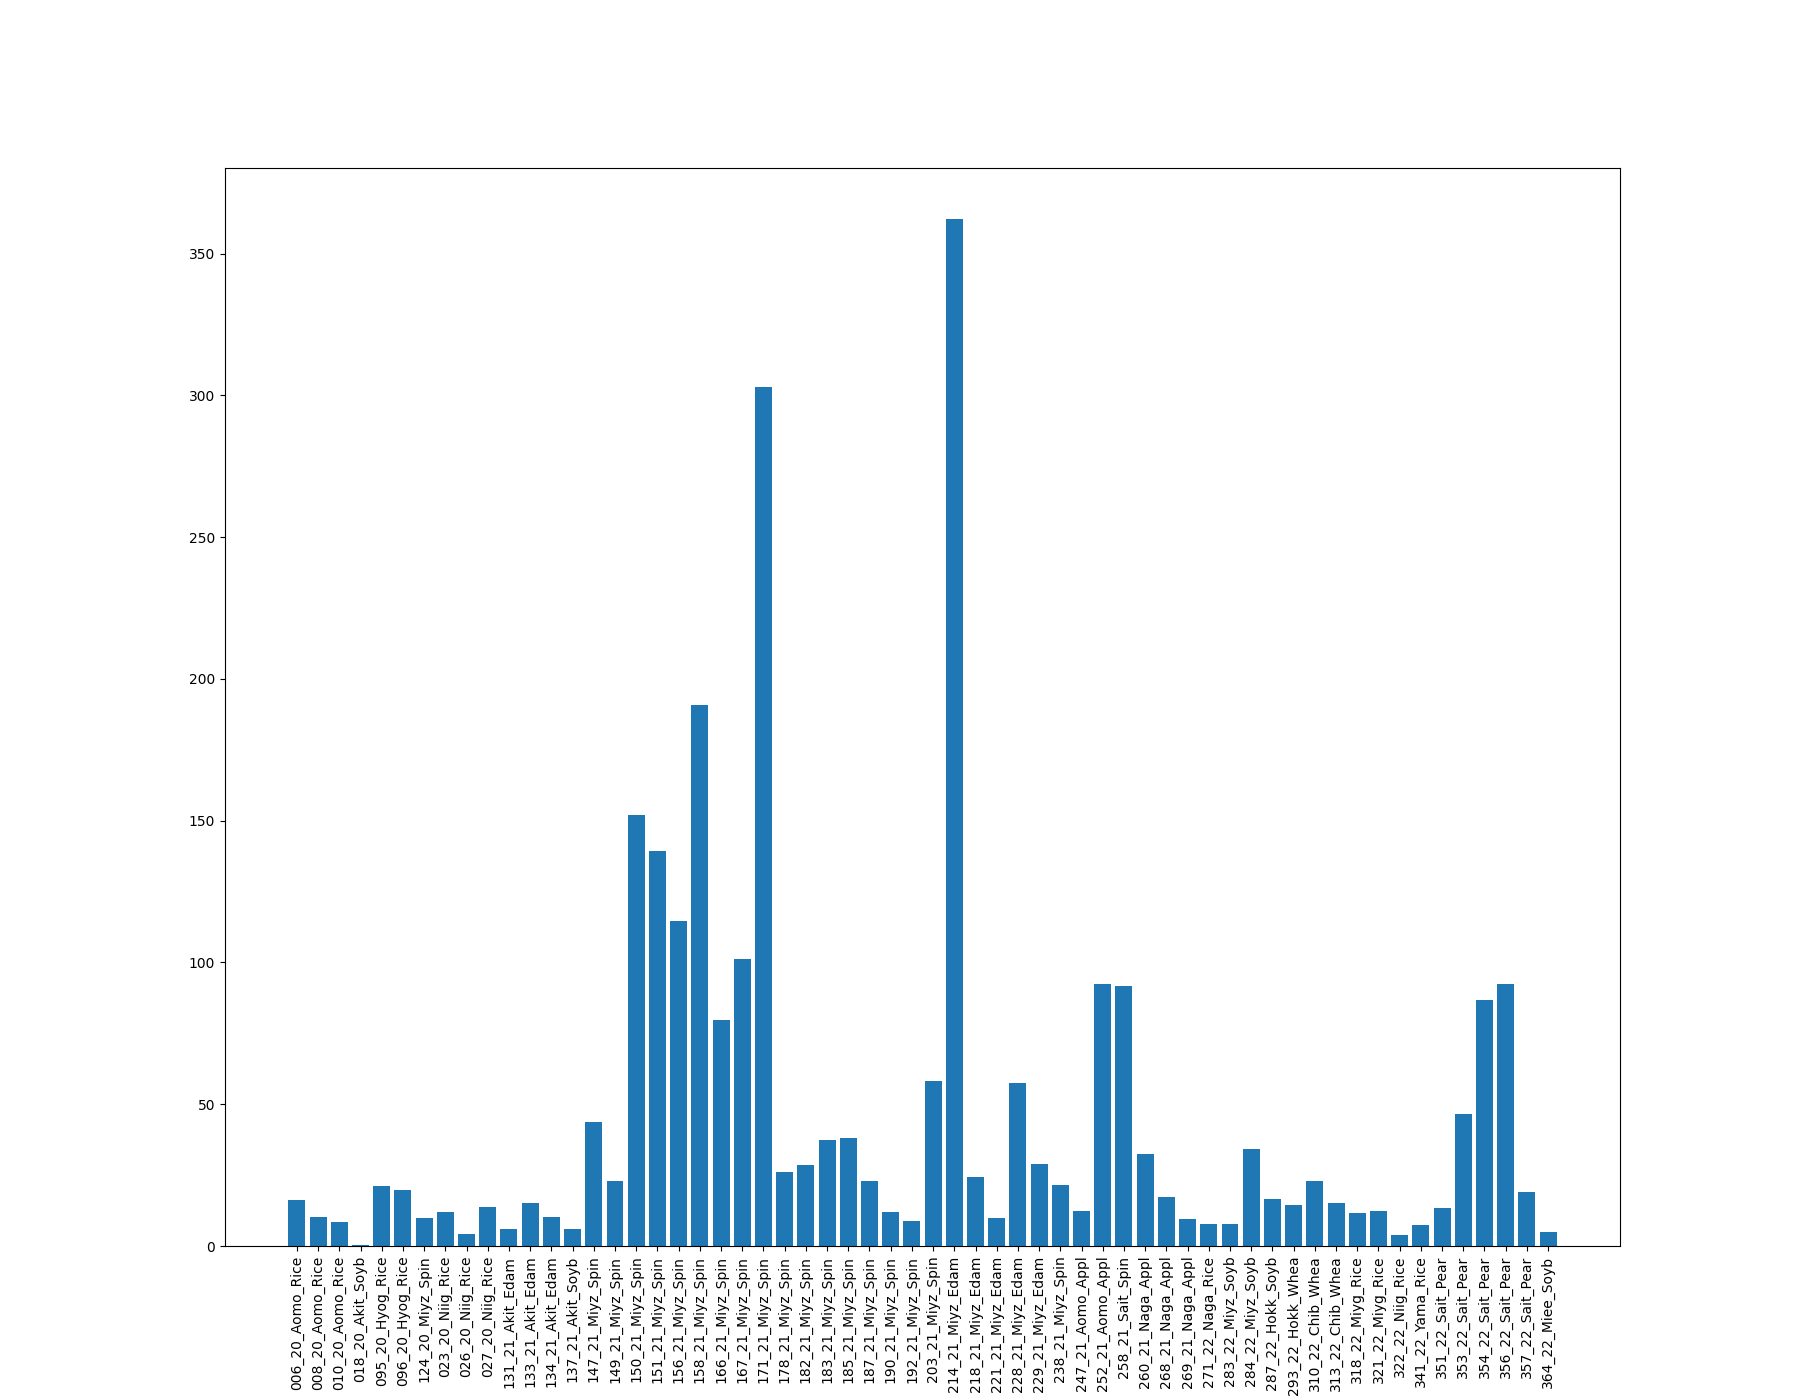 350
300
250
200
150
100
50
0
006_20_Aomo_Rice
008_20_Aomo_Rice
010_20_Aomo_Rice
018_20_Akit_Soyb
095_20_Hyog_Rice
096_20_Hyog_Rice
124_20_Miyz_Spin
023_20_Niig_Rice
026_20_Niig_Rice
027_20_Niig_Rice
131_21_Akit_Edam
133_21_Akit_Edam
134_21_Akit_Edam
137_21_Akit_Soyb
147_21_Miyz_Spin
149_21_Miyz_Spin
150_21_Miyz_Spin
151_21_Miyz_Spin
156_21_Miyz_Spin
158_21_Miyz_Spin
166_21_Miyz_Spin
167_21_Miyz_Spin
171_21_Miyz_Spin
178_21_Miyz_Spin
182_21_Miyz_Spin
183_21_Miyz_Spin
185_21_Miyz_Spin
187_21_Miyz_Spin
190_21_Miyz_Spin
192_21_Miyz_Spin
203_21_Miyz_Spin
214_21_Miyz_Edam
218_21_Miyz_Edam
221_21_Miyz_Edam
228_21_Miyz_Edam
229_21_Miyz_Edam
238_21_Miyz_Spin
247_21_Aomo_Appl
252_21_Aomo_Appl
258_21_Sait_Spin
260_21_Naga_Appl
268_21_Naga_Appl
269_21_Naga_Appl
271_22_Naga_Rice
283_22_Miyz_Soyb
284_22_Miyz_Soyb
287_22_Hokk_Soyb
293_22_Hokk_Whea
310_22_Chib_Whea
313_22_Chib_Whea
318_22_Miyg_Rice
321_22_Miyg_Rice
322_22_Niig_Rice
341_22_Yama_Rice
351_22_Sait_Pear
353_22_Sait_Pear
354_22_Sait_Pear
356_22_Sait_Pear
357_22_Sait_Pear
364_22_Miee_Soyb